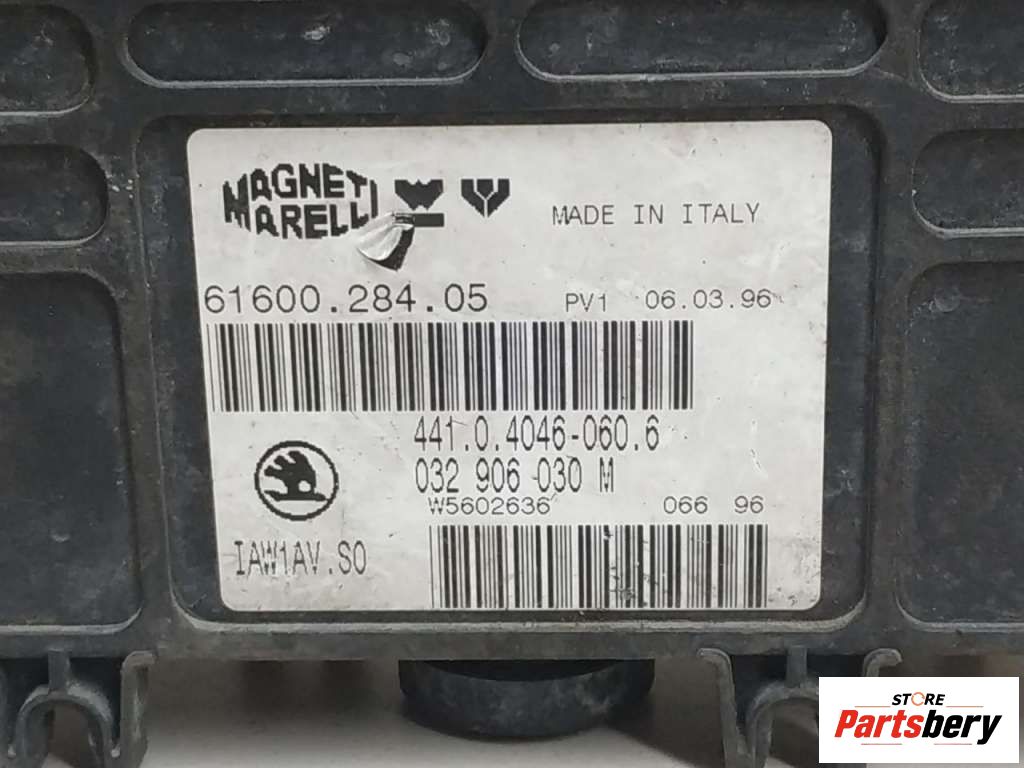 MAGNETI
MARELLI
MADE IN ITALY
61600.284.05 PV1 06.03.96
441.0.4046-060.6
032 906 030 M
W5602636 066 96
IAW1AV.S0
STORE
Partsbery